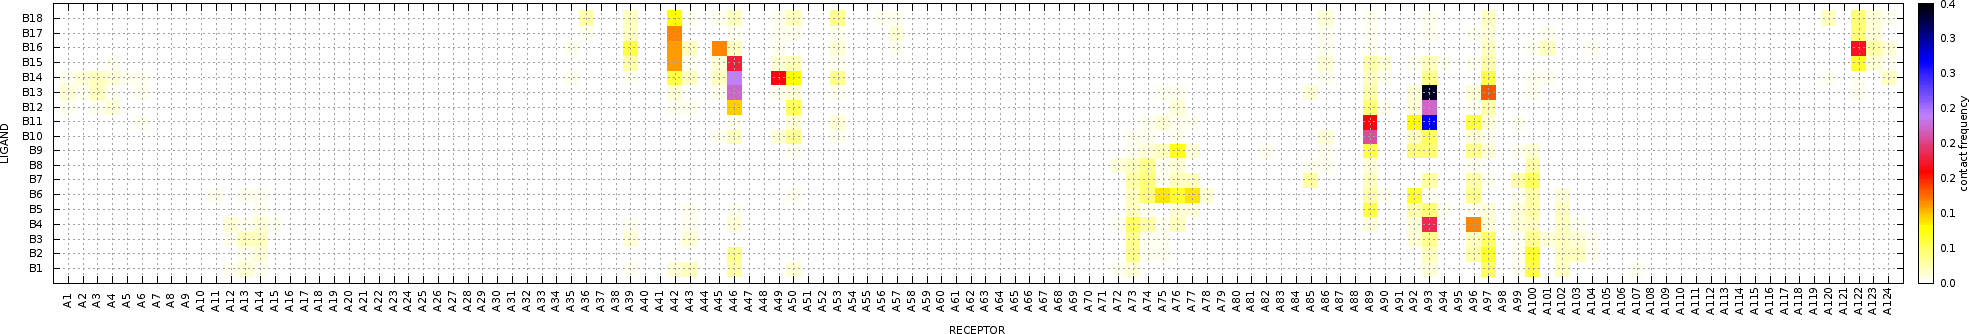 B18
B17
B16
B15
B14
B13
B12
B11
B10
B9
B8
B7
B6
B5
B4
B3
B2
B1
LIGAND
A1 A2 A3 A4 A5 A6 A7 A8 A9 A10 A11 A12 A13 A14 A15 A16 A17 A18 A19 A20 A21 A22 A23 A24 A25 A26 A27 A28 A29 A30 A31 A32 A33 A34 A35 A36 A37 A38 A39 A40 A41 A42 A43 A44 A45 A46 A47 A48 A49 A50 A51 A52 A53 A54 A55 A56 A57 A58 A59 A60 A61 A62 A63 A64 A65 A66 A67 A68 A69 A70 A71 A72 A73 A74 A75 A76 A77 A78 A79 A80 A81 A82 A83 A84 A85 A86 A87 A88 A89 A90 A91 A92 A93 A94 A95 A96 A97 A98 A99 A100 A101 A102 A103 A104 A105 A106 A107 A108 A109 A110 A111 A112 A113 A114 A115 A116 A117 A118 A119 A120 A121 A122 A123 A124
RECEPTOR
0.4
0.3
0.3
0.2
0.2
0.2
0.1
0.1
0.0
contact frequency